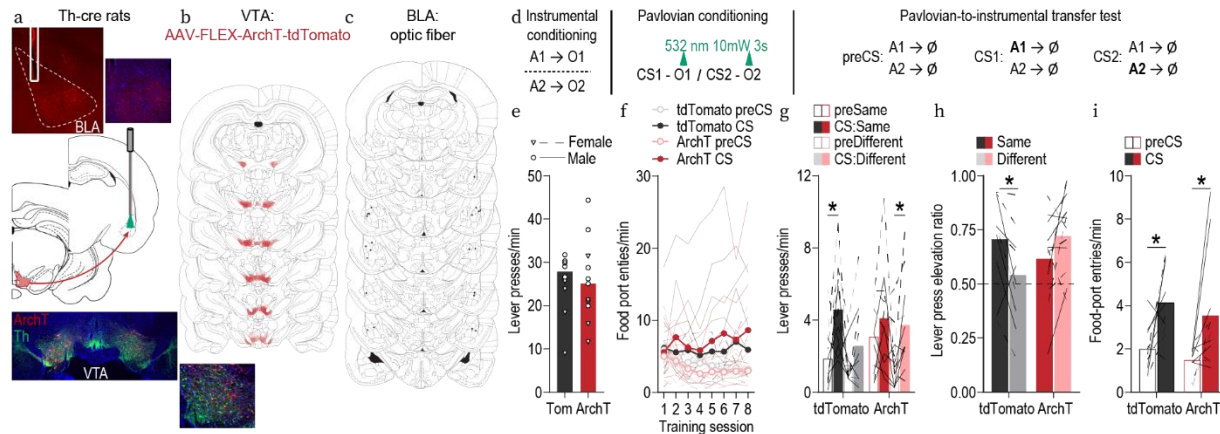 a
Th-cre rats
BLA
ArchT
Th
VTA
b
VTA:
AAV-FLEX-ArchT-tdTomato
c
BLA:
optic fiber
d
Instrumental
conditioning
A1 → O1
A2 → O2
Pavlovian conditioning
532 nm 10mW 3s
CS1 - O1 / CS2 - O2
Pavlovian-to-instrumental transfer test
preCS:
A1 → Ø
A2 → Ø
CS1:
A1 → Ø
A2 → Ø
CS2:
A1 → Ø
A2 → Ø
e
Female
Male
Lever presses/min
50
40
30
20
10
0
Tom ArchT
f
tdTomato preCS
tdTomato CS
ArchT preCS
ArchT CS
Food port enties/min
30
20
10
0
1 2 3 4 5 6 7 8
Training session
g
preSame
CS:Same
preDifferent
CS:Different
Lever presses/min
12
8
4
0
* *
tdTomato ArchT
h
Same
Different
Lever press elevation ratio
1.00
0.75
0.50
0.25
0.00
*
tdTomato ArchT
i
preCS
CS
Food-port entries/min
10
8
6
4
2
0
* *
tdTomato ArchT